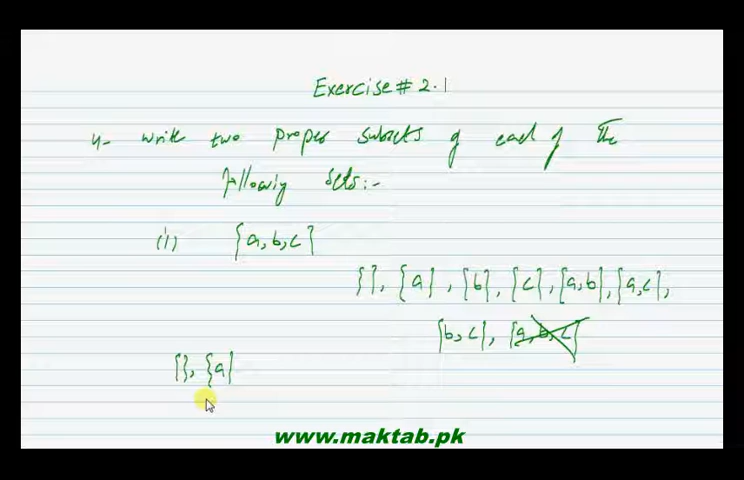 Exercise # 2.1
4- write two proper subsets of each of the
following sets:-
(i) {a,b,c}
{}, {a}, {b}, {c}, {a,b}, {a,c},
{b,c}, {a,b,c}
{}, {a}
www.maktab.pk